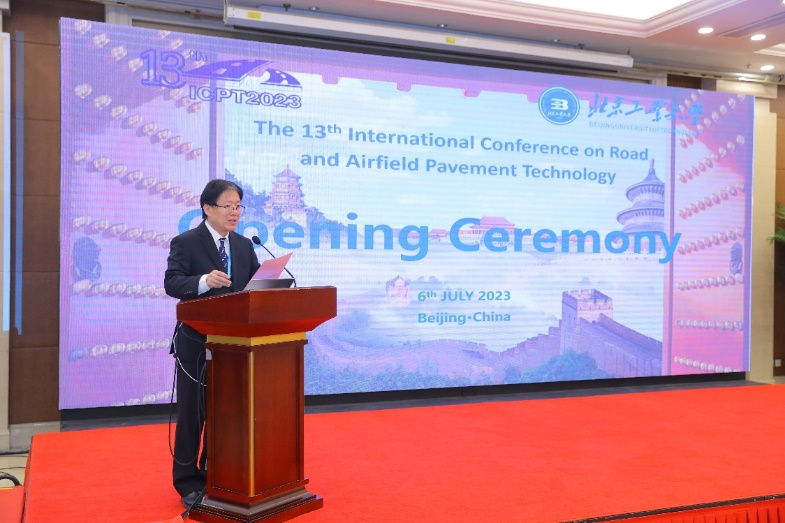 13th
ICPT2023
北京工业大学
The 13th International Conference on Road
and Airfield Pavement Technology
Opening Ceremony
6th JULY 2023
Beijing•China